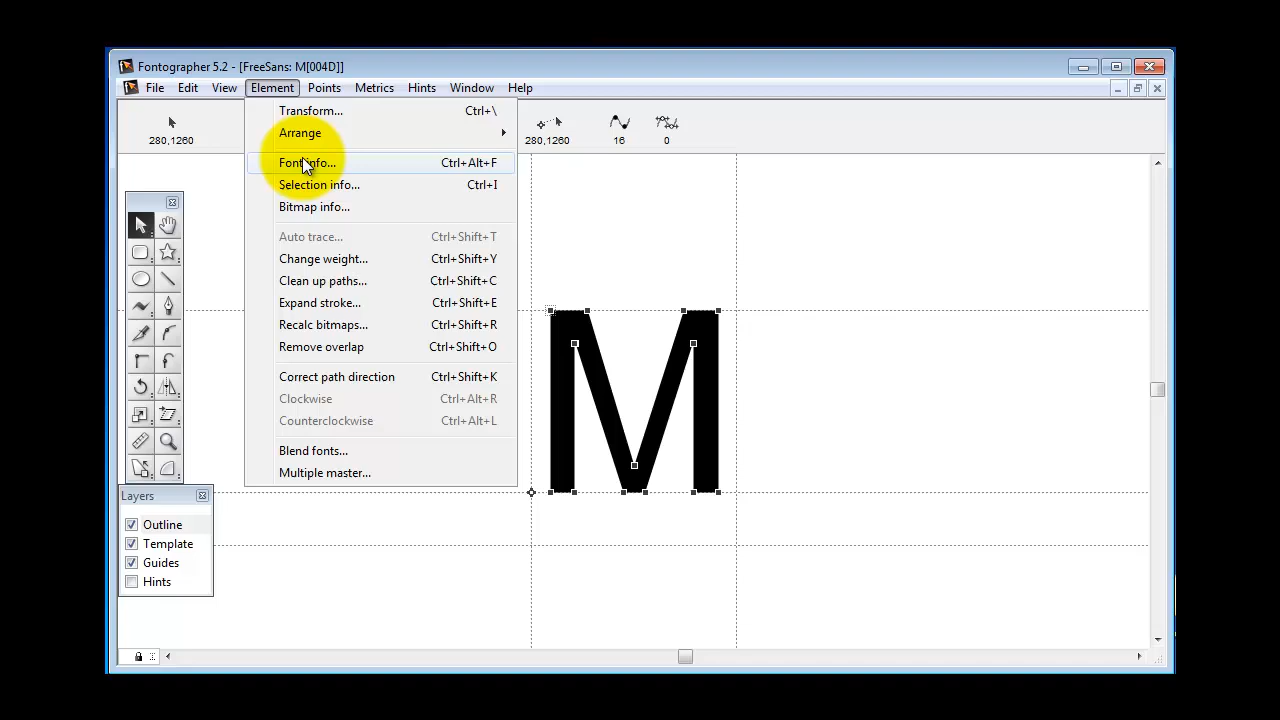 Fontographer 5.2 - [FreeSans: M[004D]]
File Edit View Element Points Metrics Hints Window Help
280,1260
280,1260 16 0
Transform... Ctrl+\
Arrange
Font info... Ctrl+Alt+F
Selection info... Ctrl+I
Bitmap info...
Auto trace... Ctrl+Shift+T
Change weight... Ctrl+Shift+Y
Clean up paths... Ctrl+Shift+C
Expand stroke... Ctrl+Shift+E
Recalc bitmaps... Ctrl+Shift+R
Remove overlap Ctrl+Shift+O
Correct path direction Ctrl+Shift+K
Clockwise Ctrl+Alt+R
Counterclockwise Ctrl+Alt+L
Blend fonts...
Multiple master...
M
Layers
Outline
Template
Guides
Hints